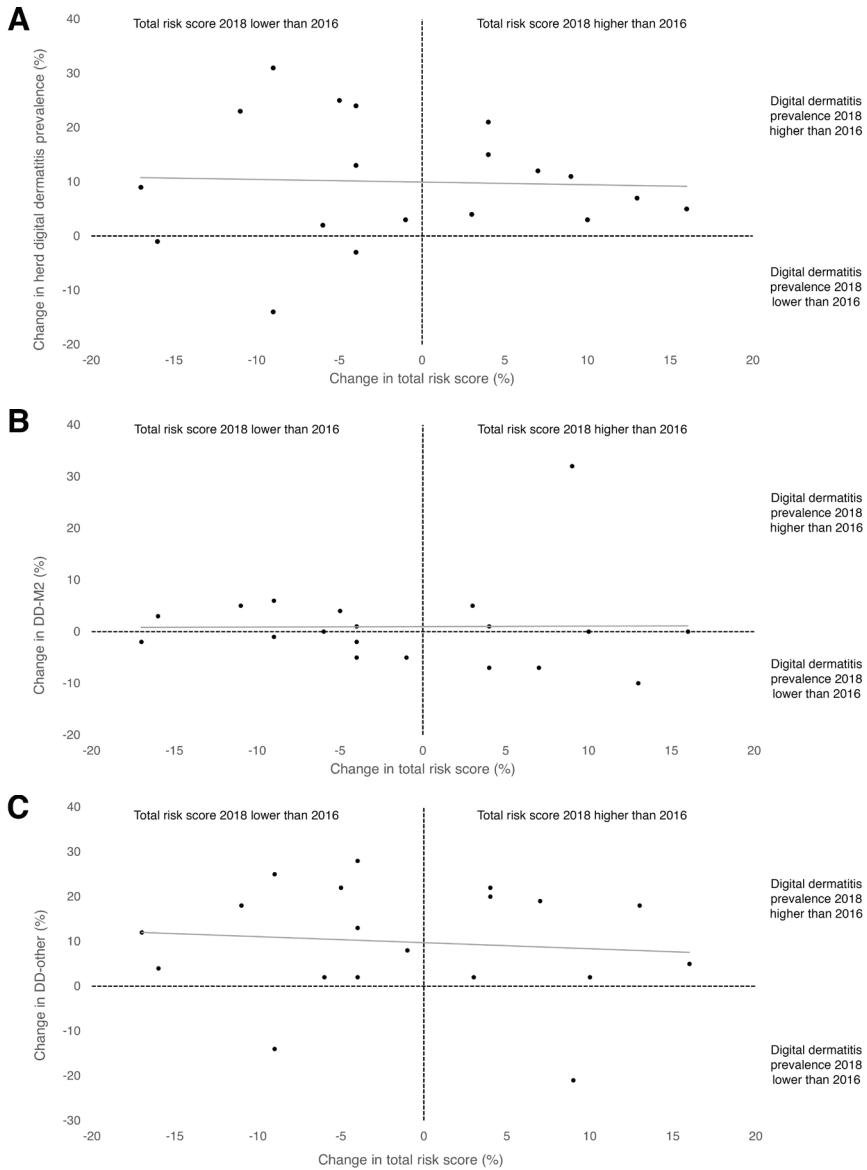 A
Total risk score 2018 lower than 2016
Total risk score 2018 higher than 2016
40
30
20
10
0
-10
-20
Change in herd digital dermatitis prevalence (%)
Digital dermatitis
prevalence 2018
higher than 2016
Digital dermatitis
prevalence 2018
lower than 2016
-20 -15 -10 -5 0 5 10 15 20
Change in total risk score (%)
B
Total risk score 2018 lower than 2016
Total risk score 2018 higher than 2016
40
30
20
10
0
-10
-20
Change in DD-M2 (%)
Digital dermatitis
prevalence 2018
higher than 2016
Digital dermatitis
prevalence 2018
lower than 2016
-20 -15 -10 -5 0 5 10 15 20
Change in total risk score (%)
C
Total risk score 2018 lower than 2016
Total risk score 2018 higher than 2016
40
30
20
10
0
-10
-20
-30
Change in DD-other (%)
Digital dermatitis
prevalence 2018
higher than 2016
Digital dermatitis
prevalence 2018
lower than 2016
-20 -15 -10 -5 0 5 10 15 20
Change in total risk score (%)